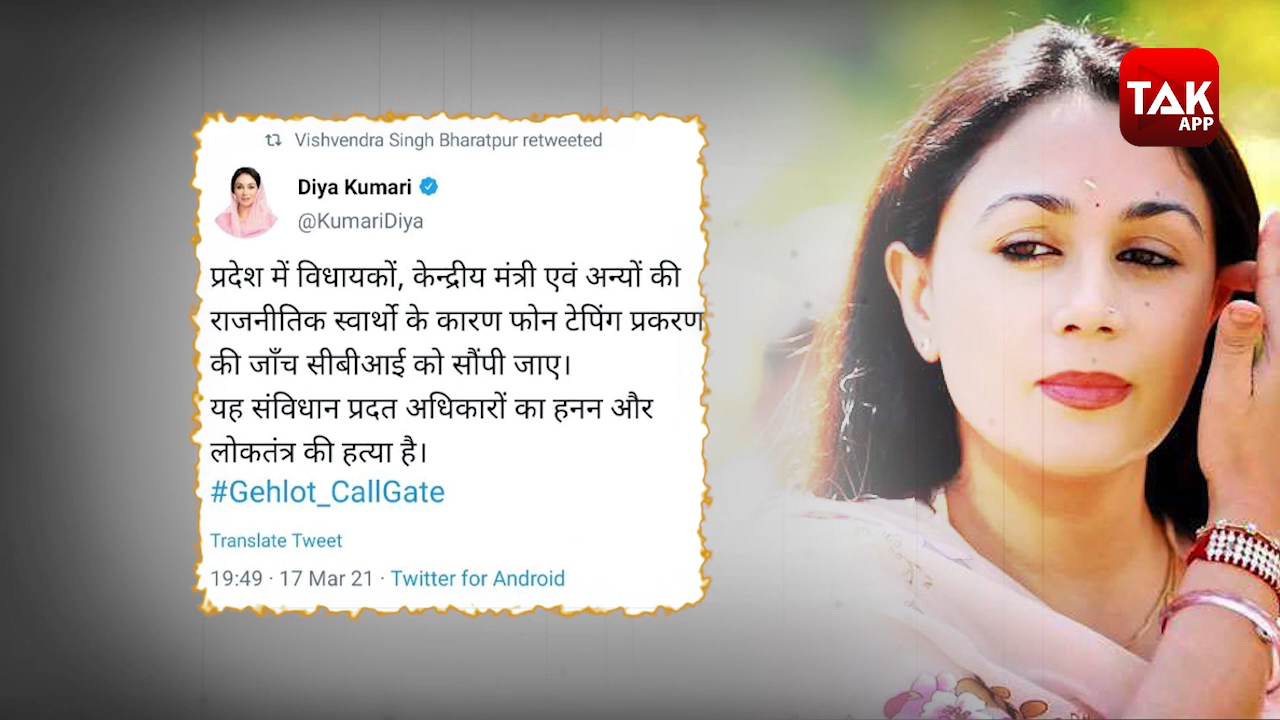 Vishvendra Singh Bharatpur retweeted
Diya Kumari
@KumariDiya
प्रदेश में विधायकों, केन्द्रीय मंत्री एवं अन्यों की
राजनीतिक स्वार्थो के कारण फोन टेपिंग प्रकरण
की जाँच सीबीआई को सौंपी जाए।
यह संविधान प्रदत अधिकारों का हनन और
लोकतंत्र की हत्या है।
#Gehlot_CallGate
Translate Tweet
19:49 · 17 Mar 21 · Twitter for Android
TAK
APP